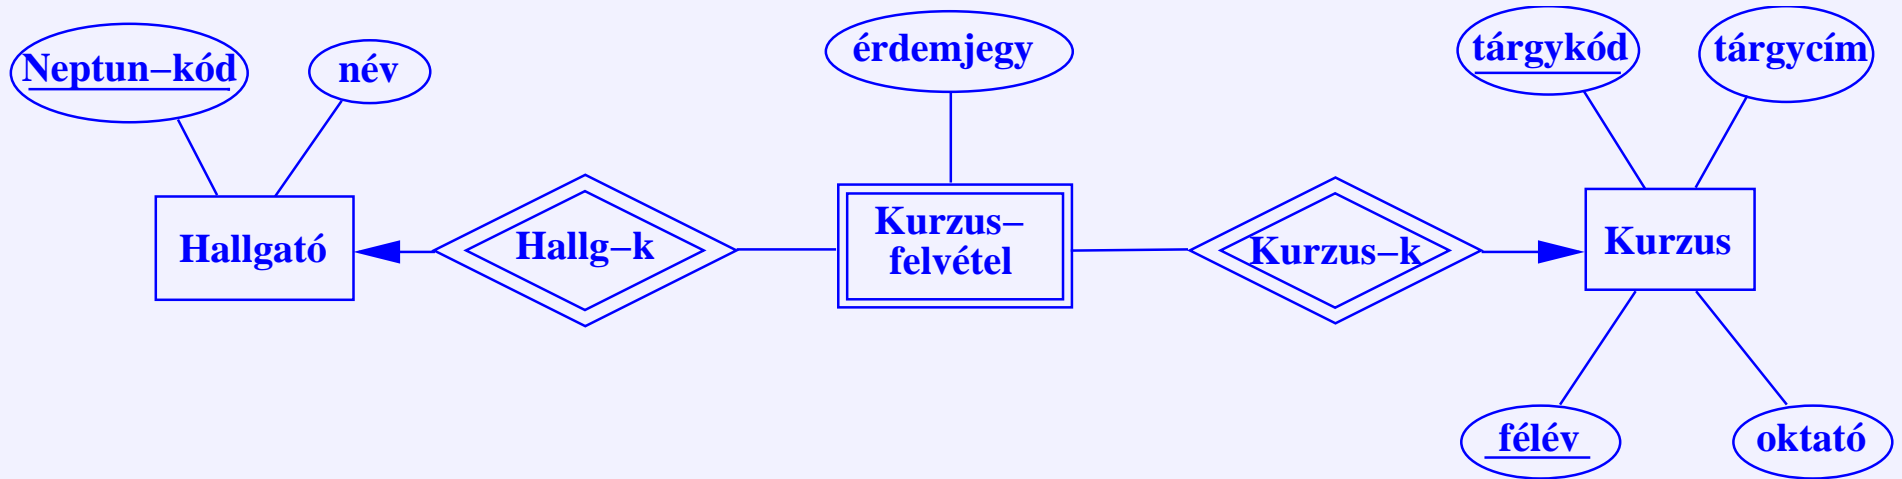 Neptun–kód
név
érdemjegy
tárgykód
tárgycím
Hallgató
Hallg–k
Kurzus–
felvétel
Kurzus–k
Kurzus
félév
oktató